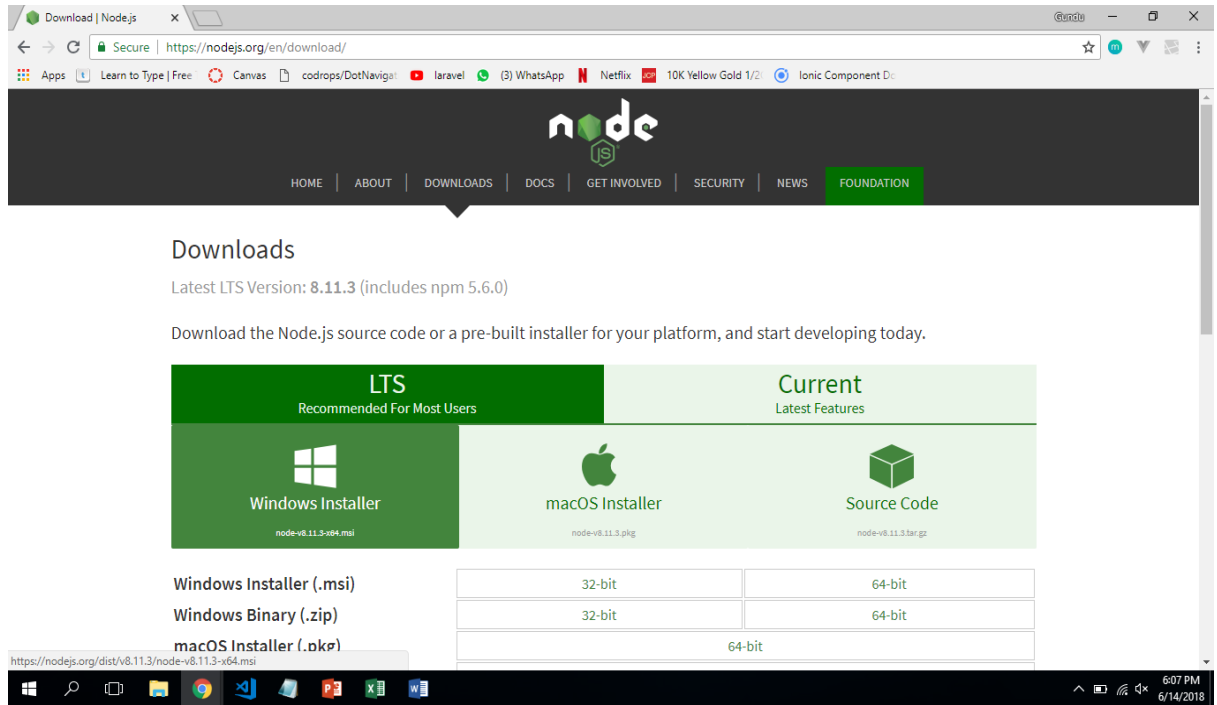 Download | Node.js
Gundu
Secure | https://nodejs.org/en/download/
Apps Learn to Type | Free Canvas codrops/DotNavigat laravel (3) WhatsApp Netflix JCP 10K Yellow Gold 1/2 Ionic Component Do
node
JS
HOME ABOUT DOWNLOADS DOCS GET INVOLVED SECURITY NEWS FOUNDATION
Downloads
Latest LTS Version: 8.11.3 (includes npm 5.6.0)
Download the Node.js source code or a pre-built installer for your platform, and start developing today.
LTS
Recommended For Most Users
Current
Latest Features
Windows Installer
node-v8.11.3-x64.msi
macOS Installer
node-v8.11.3.pkg
Source Code
node-v8.11.3.tar.gz
Windows Installer (.msi) 32-bit 64-bit
Windows Binary (.zip) 32-bit 64-bit
macOS Installer (.pkg) 64-bit
https://nodejs.org/dist/v8.11.3/node-v8.11.3-x64.msi
6:07 PM
6/14/2018